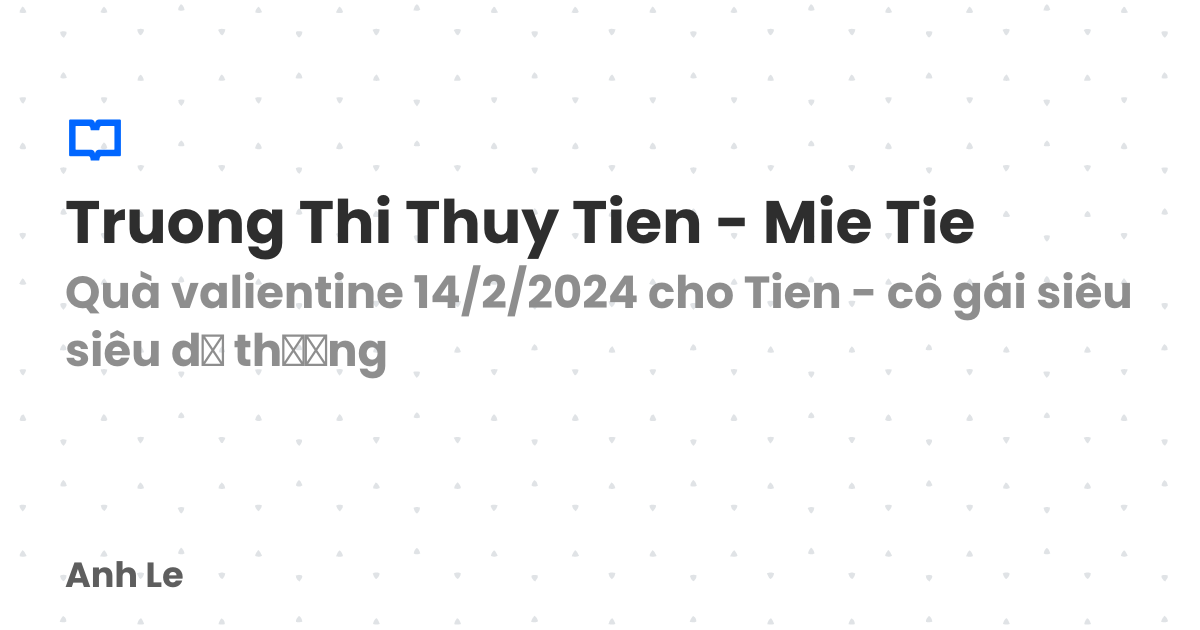 Truong Thi Thuy Tien - Mie Tie
Quà valientine 14/2/2024 cho Tien - cô gái siêu
siêu
Anh Le